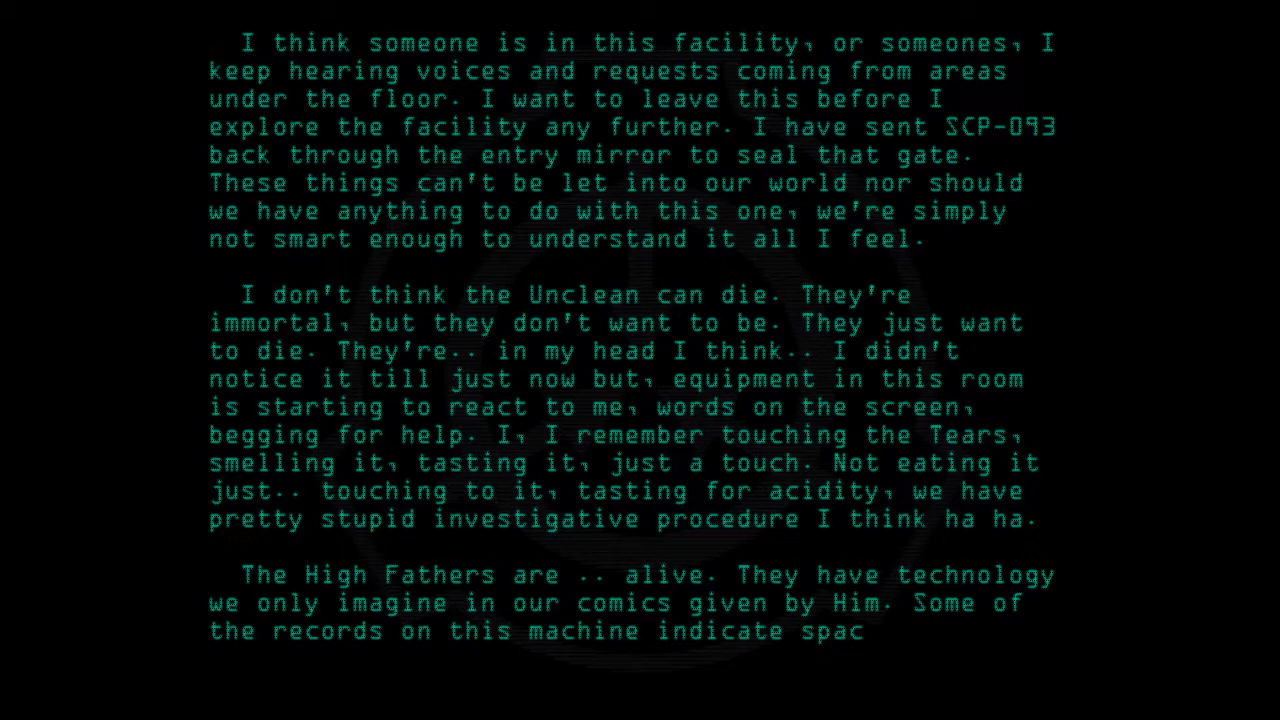 I think someone is in this facility, or someones, I
keep hearing voices and requests coming from areas
under the floor. I want to leave this before I
explore the facility any further. I have sent SCP-093
back through the entry mirror to seal that gate.
These things can't be let into our world nor should
we have anything to do with this one, we're simply
not smart enough to understand it all I feel.
I don't think the Unclean can die. They're
immortal, but they don't want to be. They just want
to die. They're.. in my head I think.. I didn't
notice it till just now but, equipment in this room
is starting to react to me, words on the screen,
begging for help. I, I remember touching the Tears,
smelling it, tasting it, just a touch. Not eating it
just.. touching to it, tasting for acidity, we have
pretty stupid investigative procedure I think ha ha.
The High Fathers are .. alive. They have technology
we only imagine in our comics given by Him. Some of
the records on this machine indicate spac